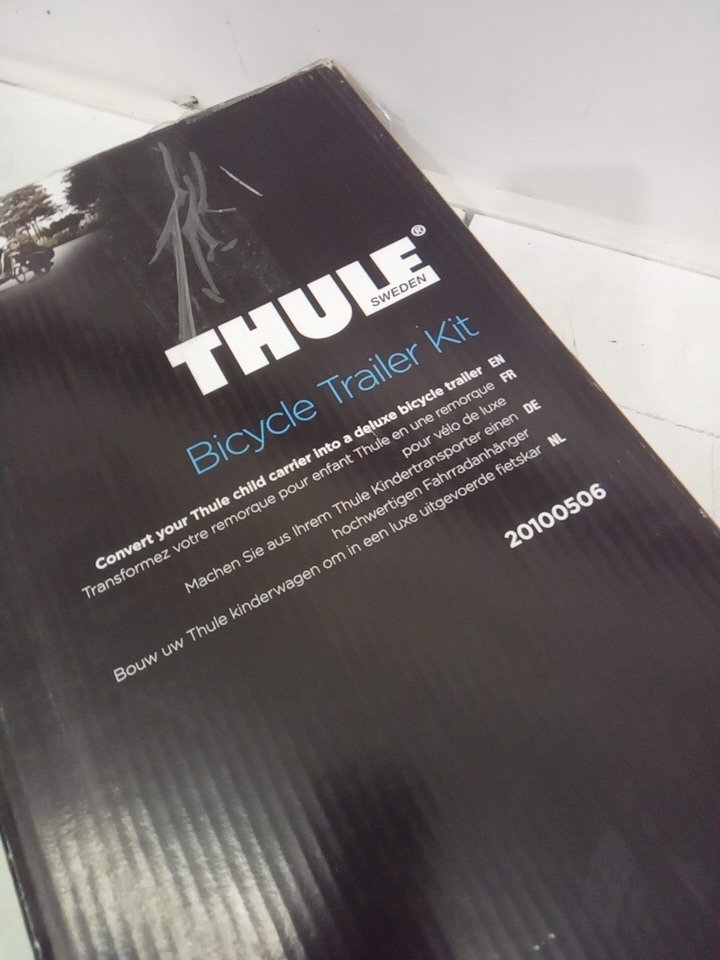 THULE®
SWEDEN
Bicycle Trailer Kit
Convert your Thule child carrier into a deluxe bicycle trailer EN
Transformez votre remorque pour enfant Thule en une remorque FR
pour vélo de luxe
Machen Sie aus Ihrem Thule Kindertransporter einen DE
hochwertigen Fahrradanhänger
Bouw uw Thule kinderwagen om in een luxe uitgevoerde fietskar NL
20100506